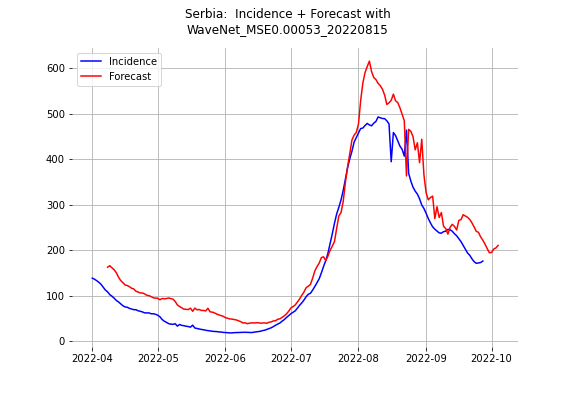 Serbia:  Incidence + Forecast with
WaveNet_MSE0.00053_20220815
Incidence
Forecast
600
500
400
300
200
100
0
2022-04 2022-05 2022-06 2022-07 2022-08 2022-09 2022-10